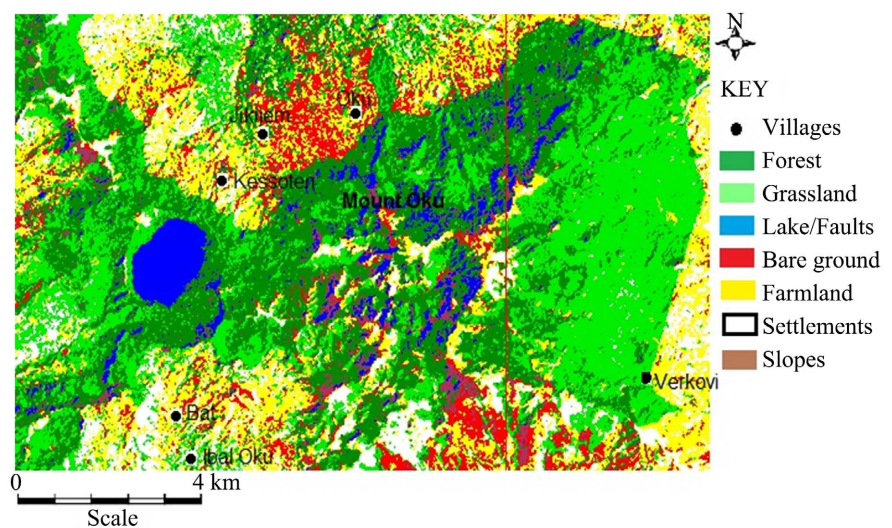 N
KEY
Villages
Forest
Grassland
Lake/Faults
Bare ground
Farmland
Settlements
Slopes
Oku
Jikijem
Kessoten
Mount Oku
Verkovi
Bat
Ibal Oku
0 4 km
Scale